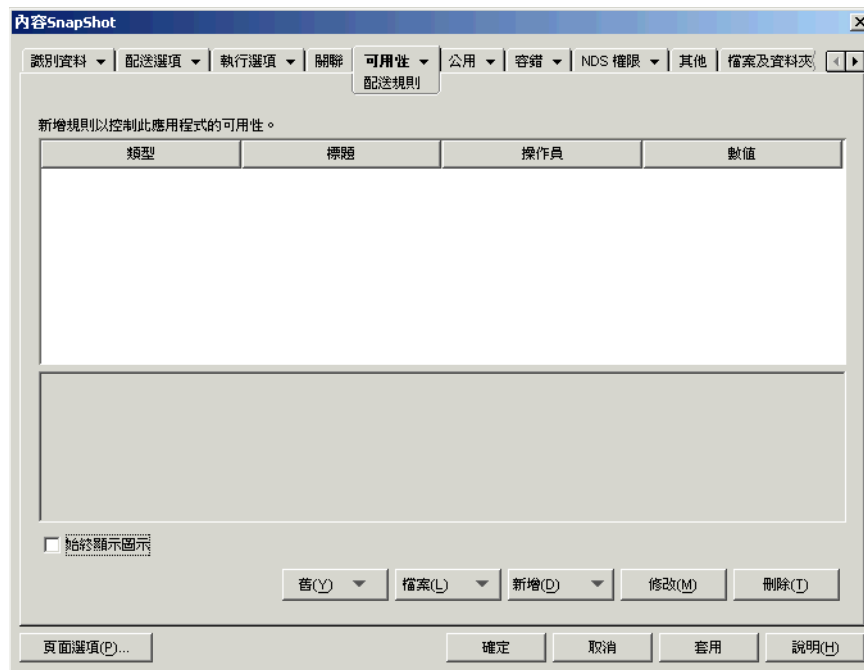 內容SnapShot
識別資料 配送選項 執行選項 關聯 可用性 公用 容錯 NDS 權限 其他 檔案及資料夾
配送規則
新增規則以控制此應用程式的可用性。
類型 標題 操作員 數值
始終顯示圖示
舊(Y) 檔案(L) 新增(D) 修改(M) 刪除(T)
頁面選項(P)... 確定 取消 套用 說明(H)